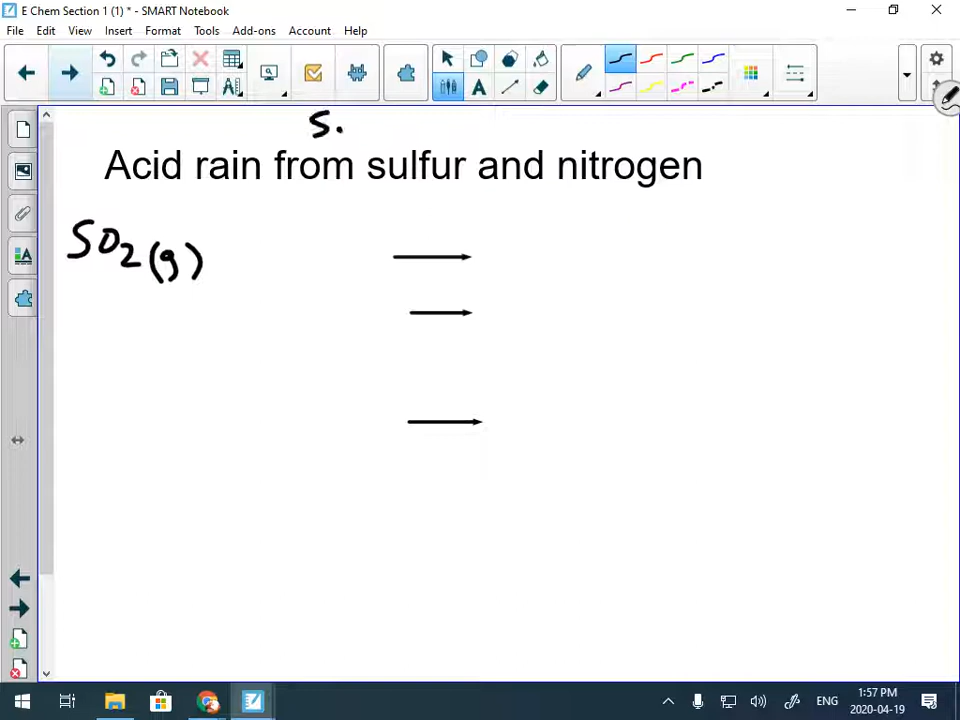 E Chem Section 1 (1) * - SMART Notebook
File Edit View Insert Format Tools Add-ons Account Help
S.
Acid rain from sulfur and nitrogen
SO2(g)
ENG
1:57 PM
2020-04-19